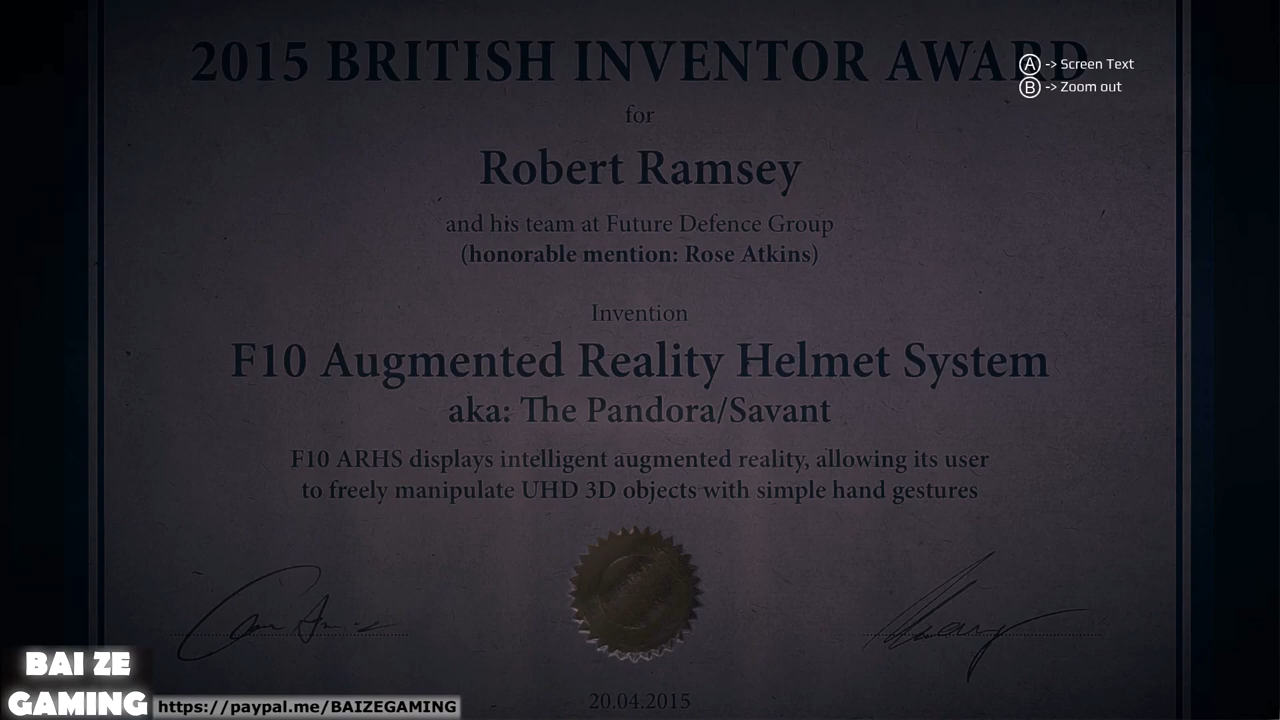 2015 BRITISH INVENTOR AWARD
A -> Screen Text
B -> Zoom out
for
Robert Ramsey
and his team at Future Defence Group
(honorable mention: Rose Atkins)
Invention
F10 Augmented Reality Helmet System
aka: The Pandora/Savant
F10 ARHS displays intelligent augmented reality, allowing its user
to freely manipulate UHD 3D objects with simple hand gestures
20.04.2015
BAI ZE
GAMING
https://paypal.me/BAIZEGAMING